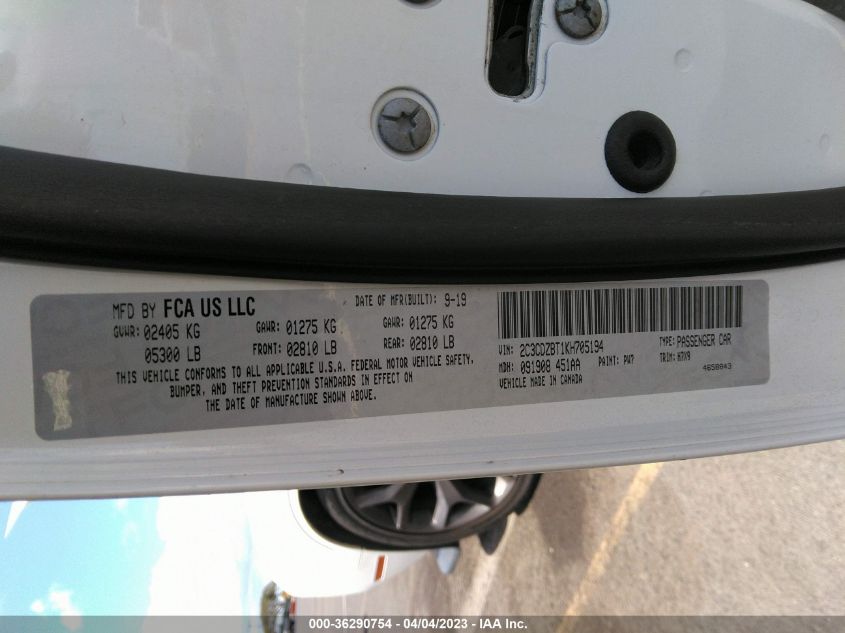 MFD BY FCA US LLC
DATE OF MFR(BUILT): 9-19
GVWR: 02405 KG GAWR: 01275 KG GAWR: 01275 KG
05300 LB FRONT: 02810 LB REAR: 02810 LB
THIS VEHICLE CONFORMS TO ALL APPLICABLE U.S.A. FEDERAL MOTOR VEHICLE SAFETY,
BUMPER, AND THEFT PREVENTION STANDARDS IN EFFECT ON
THE DATE OF MANUFACTURE SHOWN ABOVE.
VIN: 2C3CDZBT1KH705194 TYPE: PASSENGER CAR
MDH: 091908 451AA PAINT: PW7 TRIM: H7X9
VEHICLE MADE IN CANADA 4658843
000-36290754 - 04/04/2023 - IAA Inc.